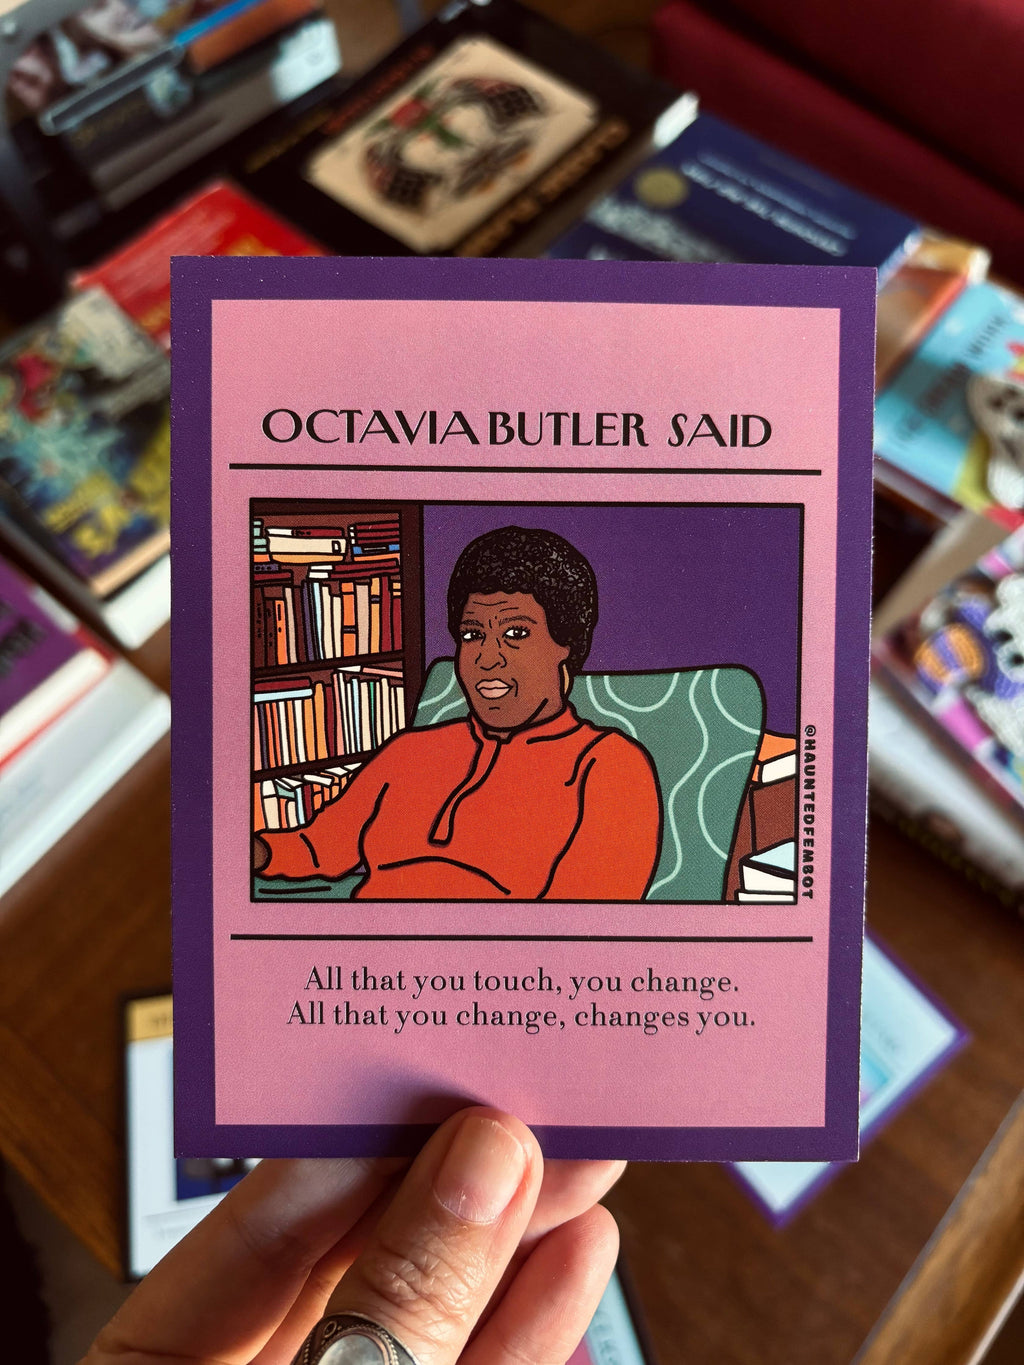 OCTAVIA BUTLER SAID
@HAUNTEDFEMBOT
All that you touch, you change.
All that you change, changes you.